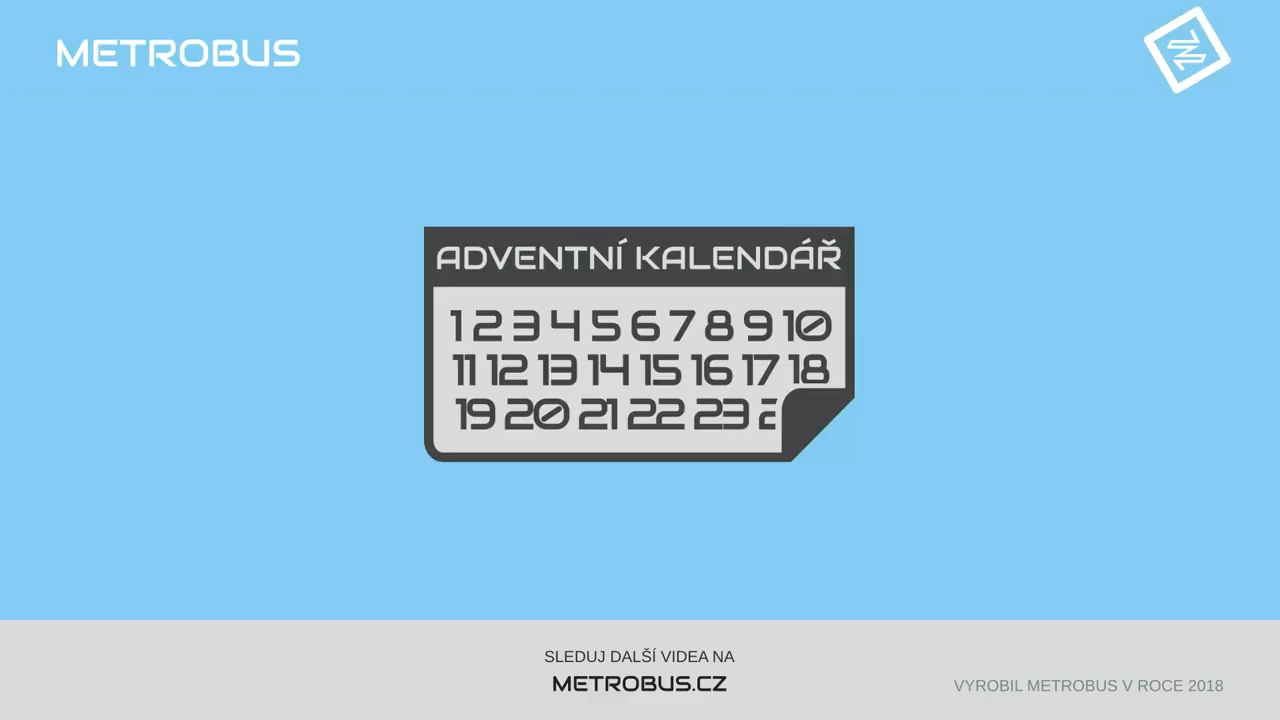 METROBUS
ADVENTNÍ KALENDÁŘ
1 2 3 4 5 6 7 8 9 10
11 12 13 14 15 16 17 18
19 20 21 22 23
SLEDUJ DALŠÍ VIDEA NA
METROBUS.CZ
VYROBIL METROBUS V ROCE 2018